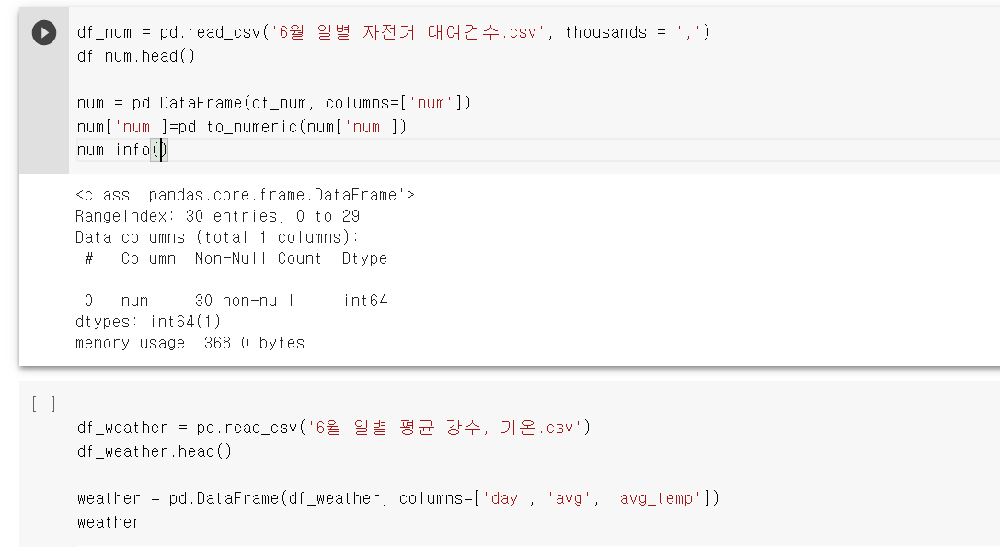 df_num = pd.read_csv('6월 일별 자전거 대여건수.csv', thousands = ',')
df_num.head()
num = pd.DataFrame(df_num, columns=['num'])
num['num']=pd.to_numeric(num['num'])
num.info()
<class 'pandas.core.frame.DataFrame'>
RangeIndex: 30 entries, 0 to 29
Data columns (total 1 columns):
 #   Column  Non-Null Count  Dtype
---  ------  --------------  -----
 0   num     30 non-null     int64
dtypes: int64(1)
memory usage: 368.0 bytes
[ ]
df_weather = pd.read_csv('6월 일별 평균 강수, 기온.csv')
df_weather.head()
weather = pd.DataFrame(df_weather, columns=['day', 'avg', 'avg_temp'])
weather